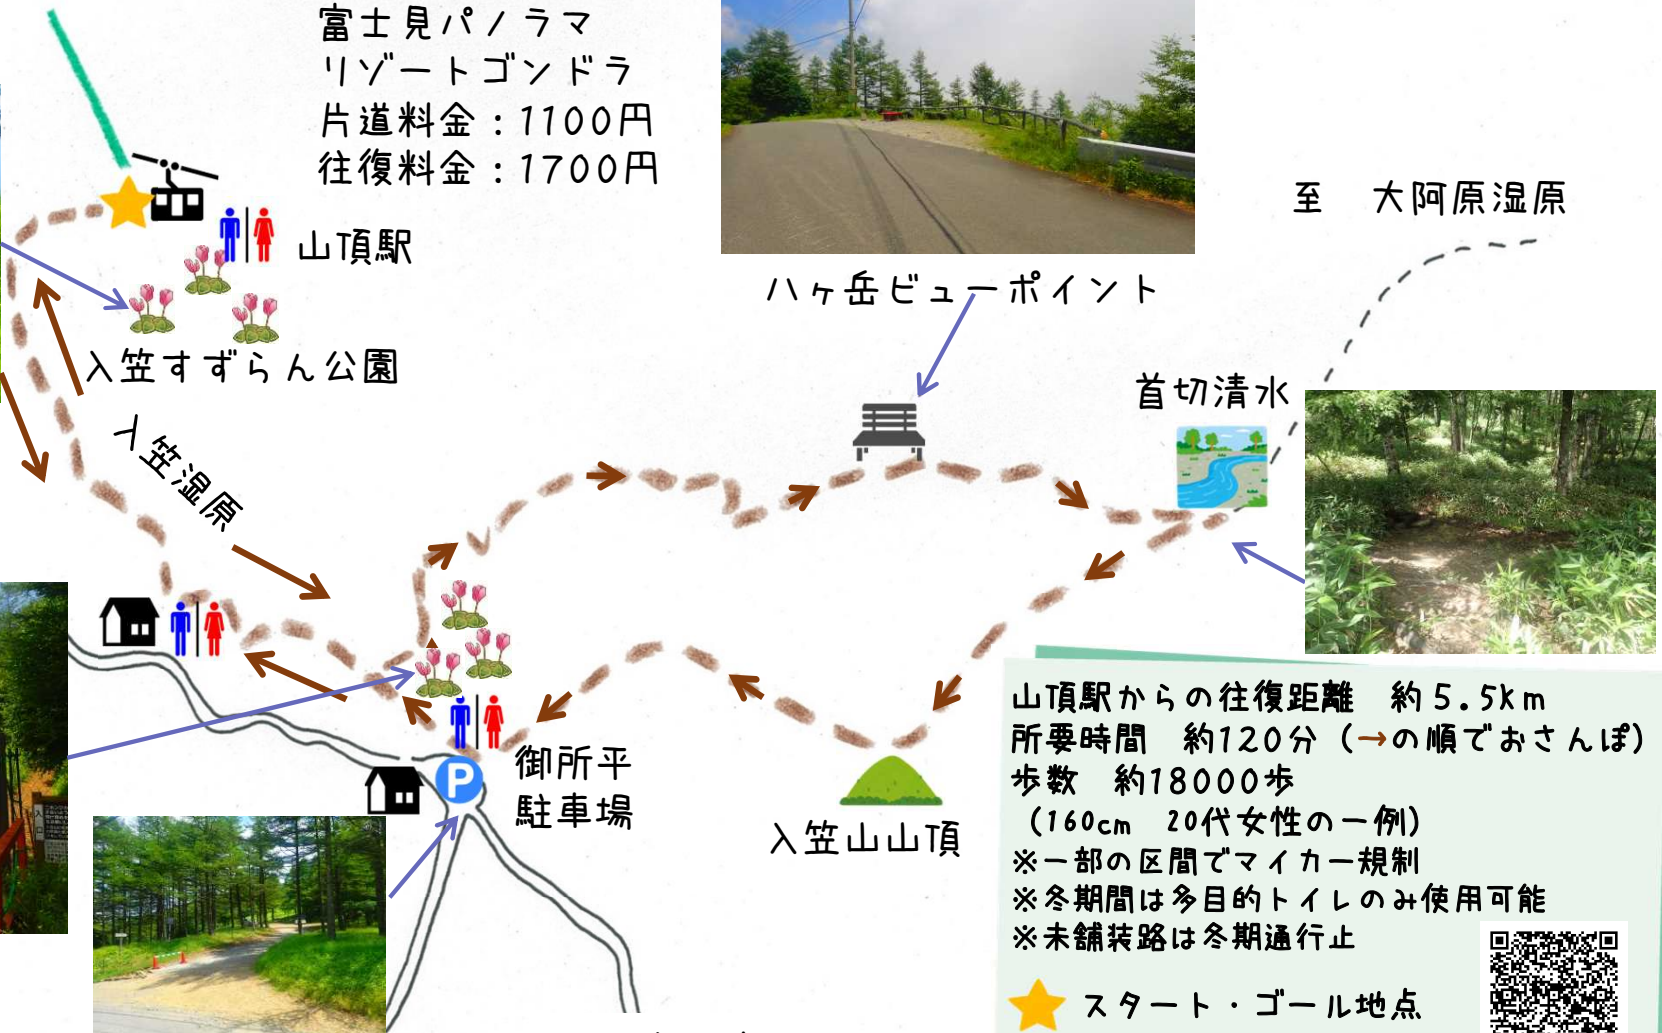 富士見パノラマ
リゾートゴンドラ
片道料金：1100円
往復料金：1700円
山頂駅
入笠すずらん公園
入笠湿原
八ヶ岳ビューポイント
至　大阿原湿原
首切清水
御所平
駐車場
P
入笠山山頂
山頂駅からの往復距離　約5.5km
所要時間　約120分（→の順でおさんぽ）
歩数　約18000歩
（160cm　20代女性の一例）
※一部の区間でマイカー規制
※冬期間は多目的トイレのみ使用可能
※未舗装路は冬期通行止
スタート・ゴール地点